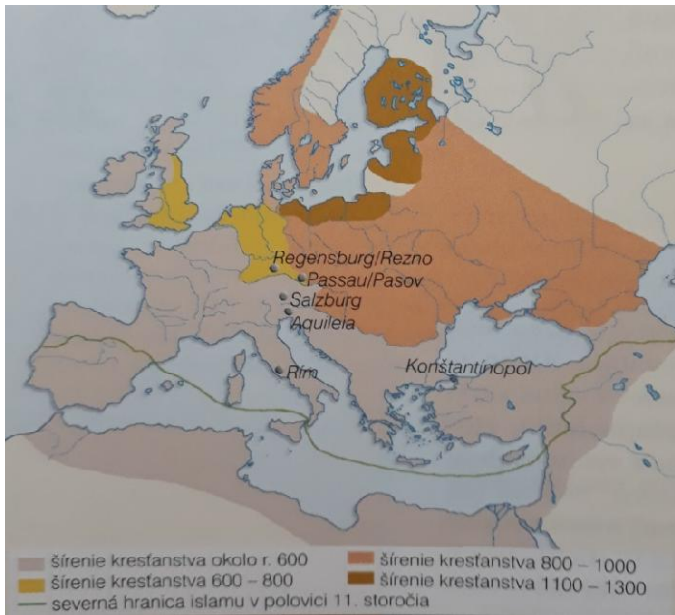 Regensburg/Rezno
Passau/Pasov
Salzburg
Aquileia
Rím
Konštantínopol
šírenie kresťanstva okolo r. 600
šírenie kresťanstva 600 – 800
severná hranica islamu v polovici 11. storočia
šírenie kresťanstva 800 – 1000
šírenie kresťanstva 1100 – 1300